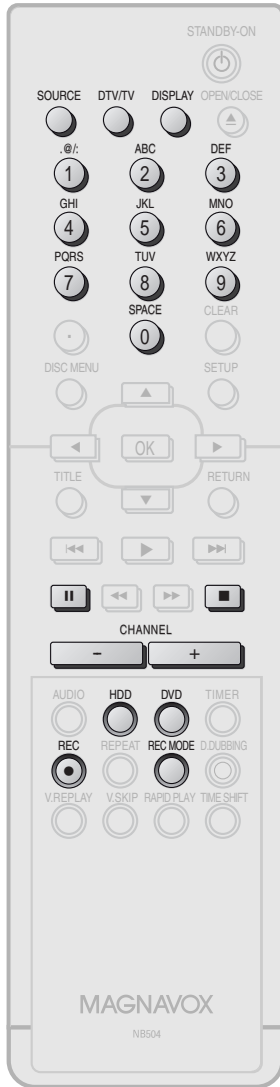 STANDBY-ON
SOURCE DTV/TV DISPLAY OPEN/CLOSE
.@/: ABC DEF
1 2 3
GHI JKL MNO
4 5 6
PQRS TUV WXYZ
7 8 9
SPACE CLEAR
• 0
DISC MENU SETUP
OK
TITLE RETURN
CHANNEL
− +
AUDIO HDD DVD TIMER
REC REPEAT REC MODE D.DUBBING
V.REPLAY V.SKIP RAPID PLAY TIME SHIFT
MAGNAVOX
NB504